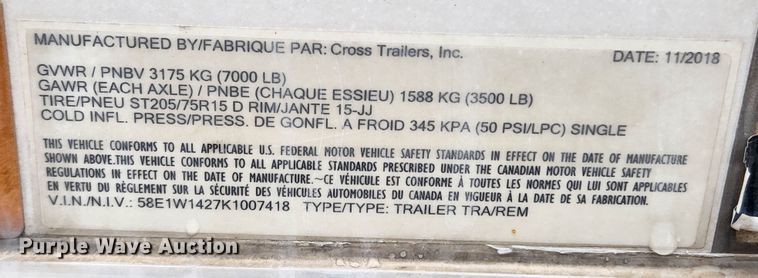 MANUFACTURED BY/FABRIQUE PAR: Cross Trailers, Inc. DATE: 11/2018
GVWR / PNBV 3175 KG (7000 LB)
GAWR (EACH AXLE) / PNBE (CHAQUE ESSIEU) 1588 KG (3500 LB)
TIRE/PNEU ST205/75R15 D RIM/JANTE 15-JJ
COLD INFL. PRESS/PRESS. DE GONFL. A FROID 345 KPA (50 PSI/LPC) SINGLE
THIS VEHICLE CONFORMS TO ALL APPLICABLE U.S. FEDERAL MOTOR VEHICLE SAFETY STANDARDS IN EFFECT ON THE DATE OF MANUFACTURE
SHOWN ABOVE.THIS VEHICLE CONFORMS TO ALL APPLICABLE STANDARDS PRESCRIBED UNDER THE CANADIAN MOTOR VEHICLE SAFETY
REGULATIONS IN EFFECT ON THE DATE OF MANUFACTURE.~CE VÉHICULE EST CONFORME À TOUTES LES NORMES QUI LUI SONT APPLICABLES
EN VERTU DU RÈGLEMENT SUR LA SÉCURITÉ DES VÉHICULES AUTOMOBILES DU CANADA EN VIGUEUR À LA DATE DE SA FABRICATION.
V.I.N./N.I.V.: 58E1W1427K1007418 TYPE/TYPE: TRAILER TRA/REM
Purple Wave Auction